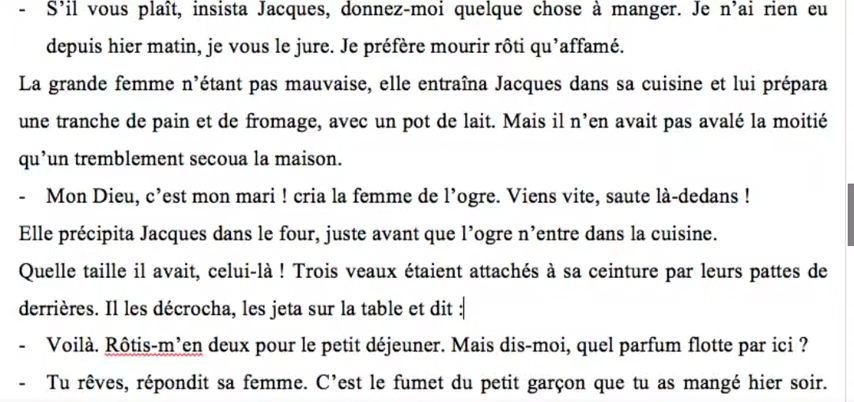 - S’il vous plaît, insista Jacques, donnez-moi quelque chose à manger. Je n’ai rien eu
depuis hier matin, je vous le jure. Je préfère mourir rôti qu’affamé.
La grande femme n’étant pas mauvaise, elle entraîna Jacques dans sa cuisine et lui prépara
une tranche de pain et de fromage, avec un pot de lait. Mais il n’en avait pas avalé la moitié
qu’un tremblement secoua la maison.
- Mon Dieu, c’est mon mari ! cria la femme de l’ogre. Viens vite, saute là-dedans !
Elle précipita Jacques dans le four, juste avant que l’ogre n’entre dans la cuisine.
Quelle taille il avait, celui-là ! Trois veaux étaient attachés à sa ceinture par leurs pattes de
derrières. Il les décrocha, les jeta sur la table et dit :
- Voilà. Rôtis-m’en deux pour le petit déjeuner. Mais dis-moi, quel parfum flotte par ici ?
- Tu rêves, répondit sa femme. C’est le fumet du petit garçon que tu as mangé hier soir.